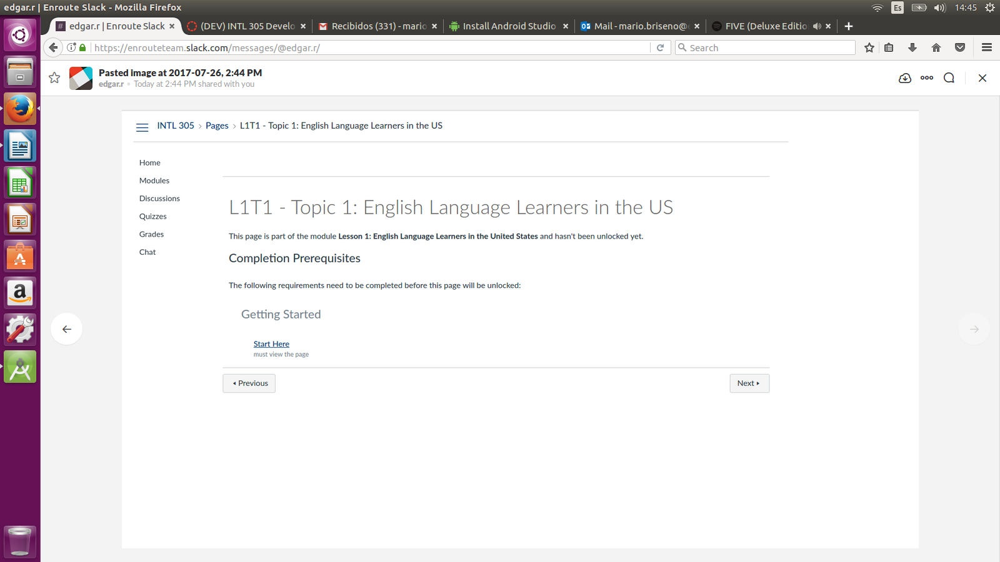 edgar.r | Enroute Slack - Mozilla Firefox
Es
14:45
edgar.r | Enroute Slack
(DEV) INTL 305 Develo
Recibidos (331) - mario
Install Android Studio
Mail - mario.briseno@
FIVE (Deluxe Editio
https://enrouteteam.slack.com/messages/@edgar.r/
Search
Pasted image at 2017-07-26, 2:44 PM
edgar.r • Today at 2:44 PM shared with you
INTL 305 › Pages › L1T1 - Topic 1: English Language Learners in the US
Home
Modules
Discussions
Quizzes
Grades
Chat
L1T1 - Topic 1: English Language Learners in the US
This page is part of the module Lesson 1: English Language Learners in the United States and hasn't been unlocked yet.
Completion Prerequisites
The following requirements need to be completed before this page will be unlocked:
Getting Started
Start Here
must view the page
Previous
Next